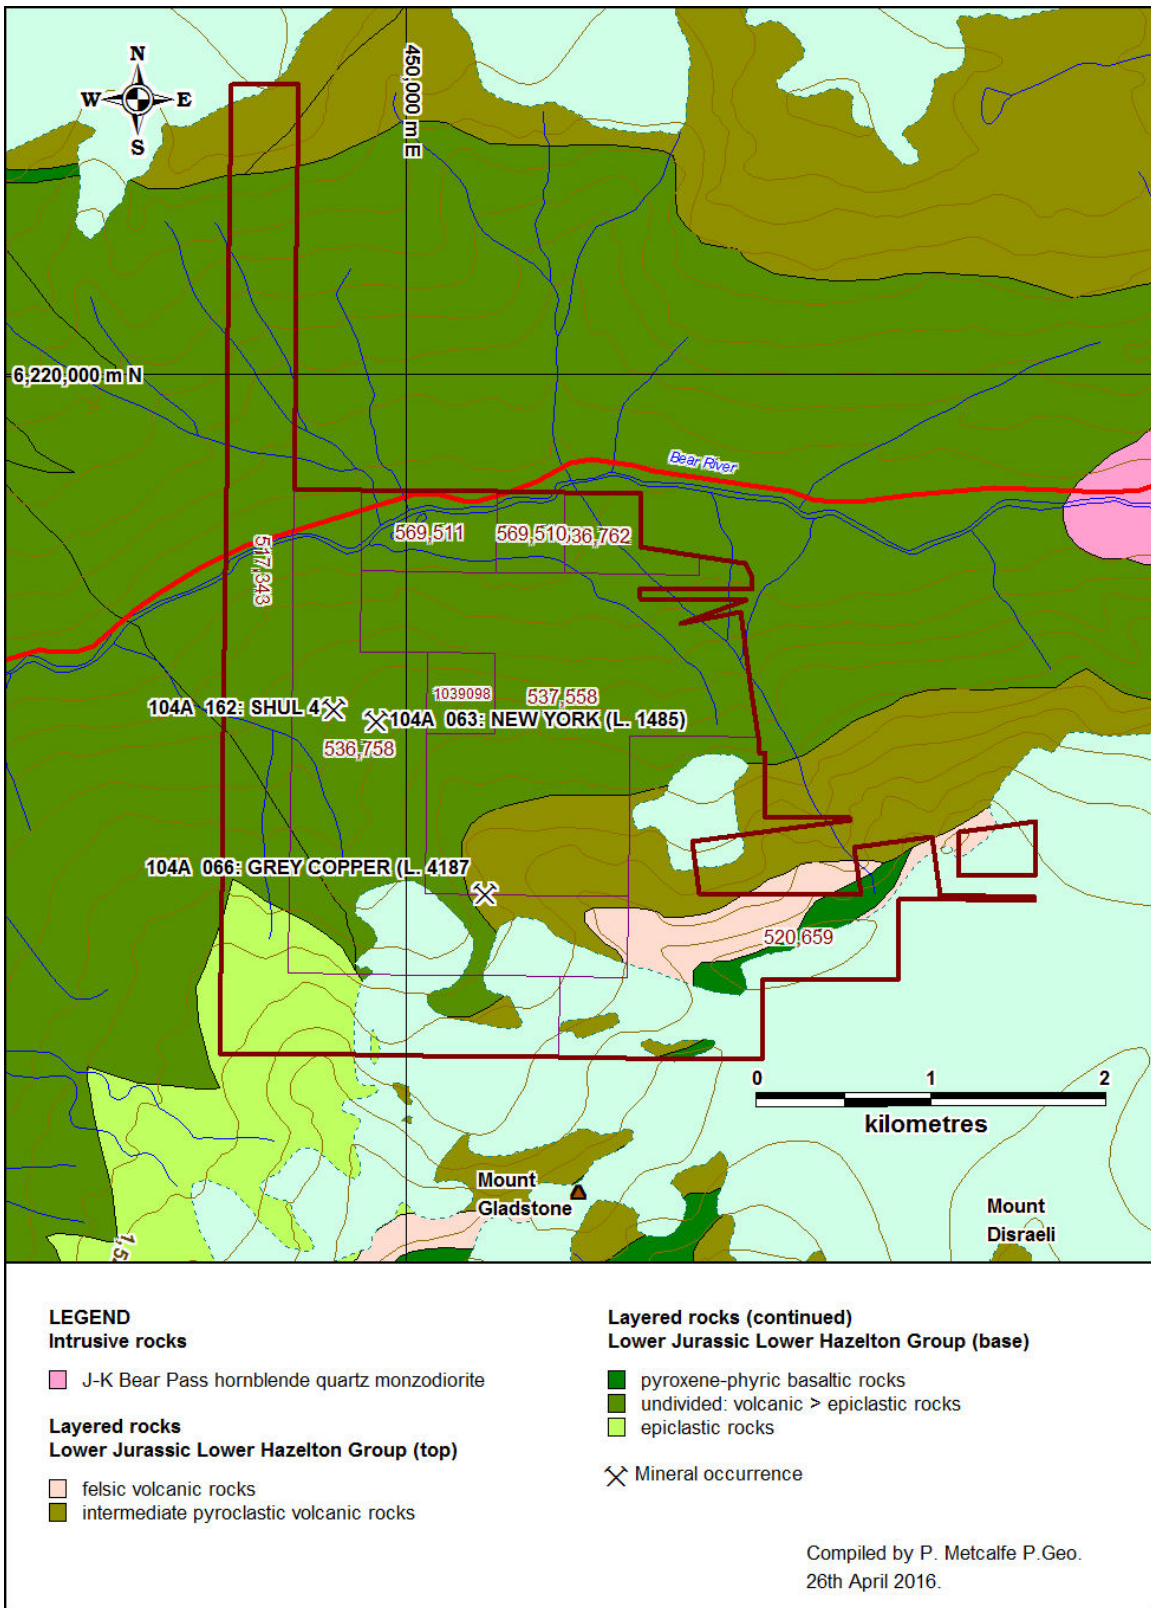 N
W E
S
450,000 m E
6,220,000 m N
Bear River
569,511
569,510
536,762
517,343
1039098
537,558
104A 162: SHUL 4
104A 063: NEW YORK (L. 1485)
536,758
104A 066: GREY COPPER (L. 4187
520,659
0 1 2
kilometres
Mount
Gladstone
Mount
Disraeli
LEGEND
Intrusive rocks
J-K Bear Pass hornblende quartz monzodiorite
Layered rocks
Lower Jurassic Lower Hazelton Group (top)
felsic volcanic rocks
intermediate pyroclastic volcanic rocks
Layered rocks (continued)
Lower Jurassic Lower Hazelton Group (base)
pyroxene-phyric basaltic rocks
undivided: volcanic > epiclastic rocks
epiclastic rocks
Mineral occurrence
Compiled by P. Metcalfe P.Geo.
26th April 2016.